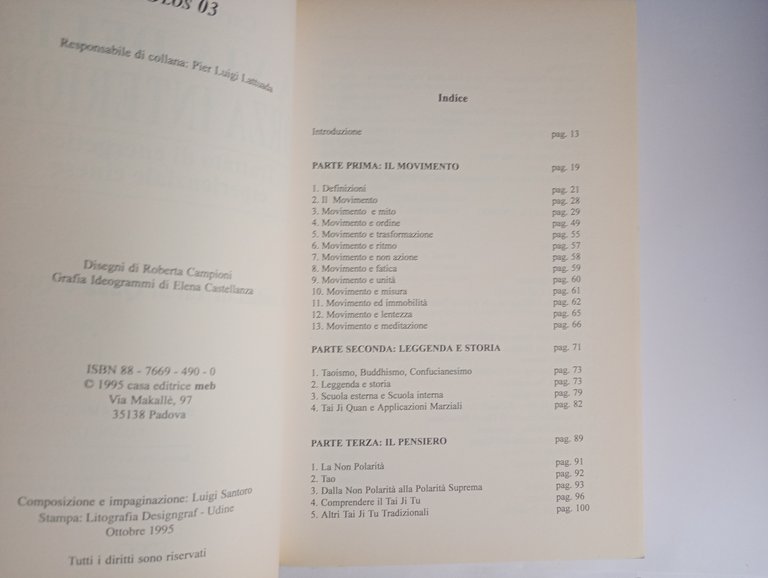 03
Responsabile di collana: Pier Luigi Lattuada
Disegni di Roberta Campioni
Grafia Ideogrammi di Elena Castellanza
ISBN 88 - 7669 - 490 - 0
© 1995 casa editrice meb
Via Makallè, 97
35138 Padova
Composizione e impaginazione: Luigi Santoro
Stampa: Litografia Designgraf - Udine
Ottobre 1995
Tutti i diritti sono riservati
Indice
Introduzione pag. 13
PARTE PRIMA: IL MOVIMENTO pag. 19
1. Definizioni pag. 21
2. Il Movimento pag. 28
3. Movimento e mito pag. 29
4. Movimento e ordine pag. 49
5. Movimento e trasformazione pag. 55
6. Movimento e ritmo pag. 57
7. Movimento e non azione pag. 58
8. Movimento e fatica pag. 59
9. Movimento e unità pag. 60
10. Movimento e misura pag. 61
11. Movimento ed immobilità pag. 62
12. Movimento e lentezza pag. 65
13. Movimento e meditazione pag. 66
PARTE SECONDA: LEGGENDA E STORIA pag. 71
1. Taoismo, Buddhismo, Confucianesimo pag. 73
2. Leggenda e storia pag. 73
3. Scuola esterna e Scuola interna pag. 79
4. Tai Ji Quan e Applicazioni Marziali pag. 82
PARTE TERZA: IL PENSIERO pag. 89
1. La Non Polarità pag. 91
2. Tao pag. 92
3. Dalla Non Polarità alla Polarità Suprema pag. 93
4. Comprendere il Tai Ji Tu pag. 96
5. Altri Tai Ji Tu Tradizionali pag. 100